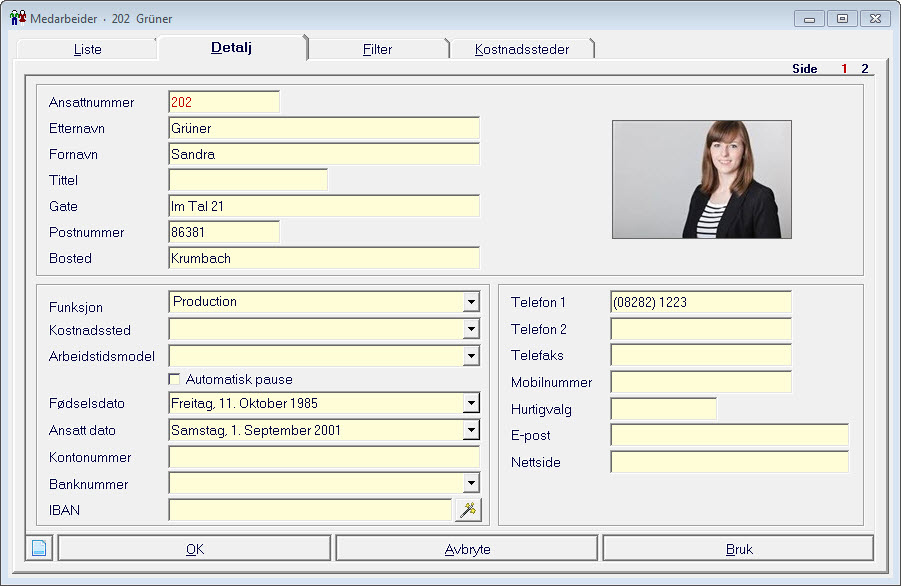 Medarbeider · 202 Grüner
Liste Detalj Filter Kostnadssteder
Side 1 2
Ansattnummer 202
Etternavn Grüner
Fornavn Sandra
Tittel
Gate Im Tal 21
Postnummer 86381
Bosted Krumbach
Funksjon Production
Kostnadssted
Arbeidstidsmodel
Automatisk pause
Fødselsdato Freitag, 11. Oktober 1985
Ansatt dato Samstag, 1. September 2001
Kontonummer
Banknummer
IBAN
Telefon 1 (08282) 1223
Telefon 2
Telefaks
Mobilnummer
Hurtigvalg
E-post
Nettside
OK Avbryte Bruk